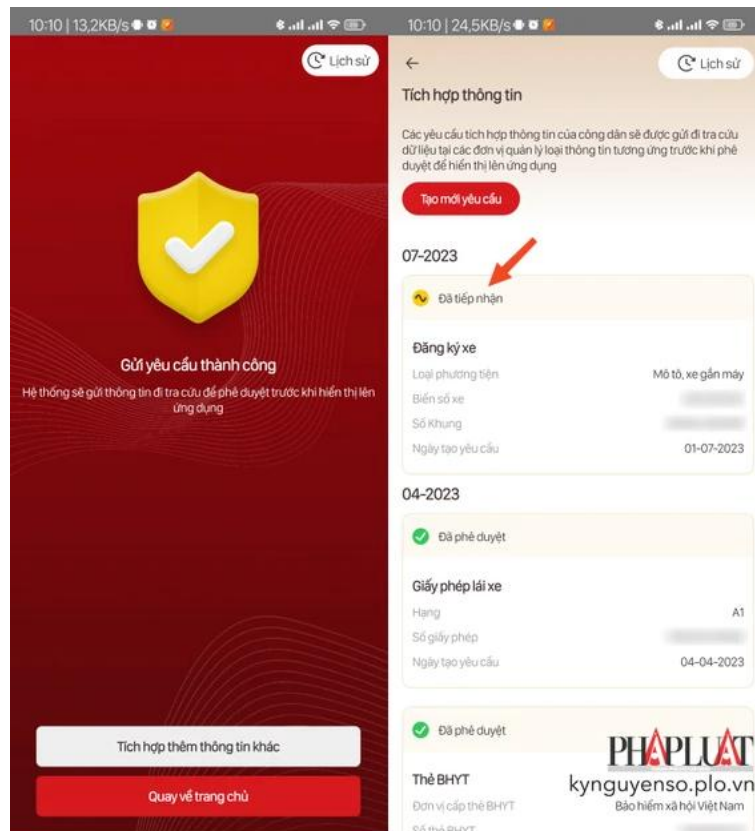 10:10 | 13,2KB/s
Lịch sử
Gửi yêu cầu thành công
Hệ thống sẽ gửi thông tin đi tra cứu để phê duyệt trước khi hiển thị lên
ứng dụng
Tích hợp thêm thông tin khác
Quay về trang chủ
10:10 | 24,5KB/s
Lịch sử
Tích hợp thông tin
Các yêu cầu tích hợp thông tin của công dân sẽ được gửi đi tra cứu
dữ liệu tại các đơn vị quản lý loại thông tin tương ứng trước khi phê
duyệt để hiển thị lên ứng dụng
Tạo mới yêu cầu
07-2023
Đã tiếp nhận
Đăng ký xe
Loại phương tiện Mô tô, xe gắn máy
Biển số xe
Số Khung
Ngày tạo yêu cầu 01-07-2023
04-2023
Đã phê duyệt
Giấy phép lái xe
Hạng A1
Số giấy phép
Ngày tạo yêu cầu 04-04-2023
Đã phê duyệt
PHÁPLUẬT
kynguyenso.plo.vn
Thẻ BHYT
Đơn vị cấp thẻ BHYT Bảo hiểm xã hội Việt Nam
Số thẻ BHYT